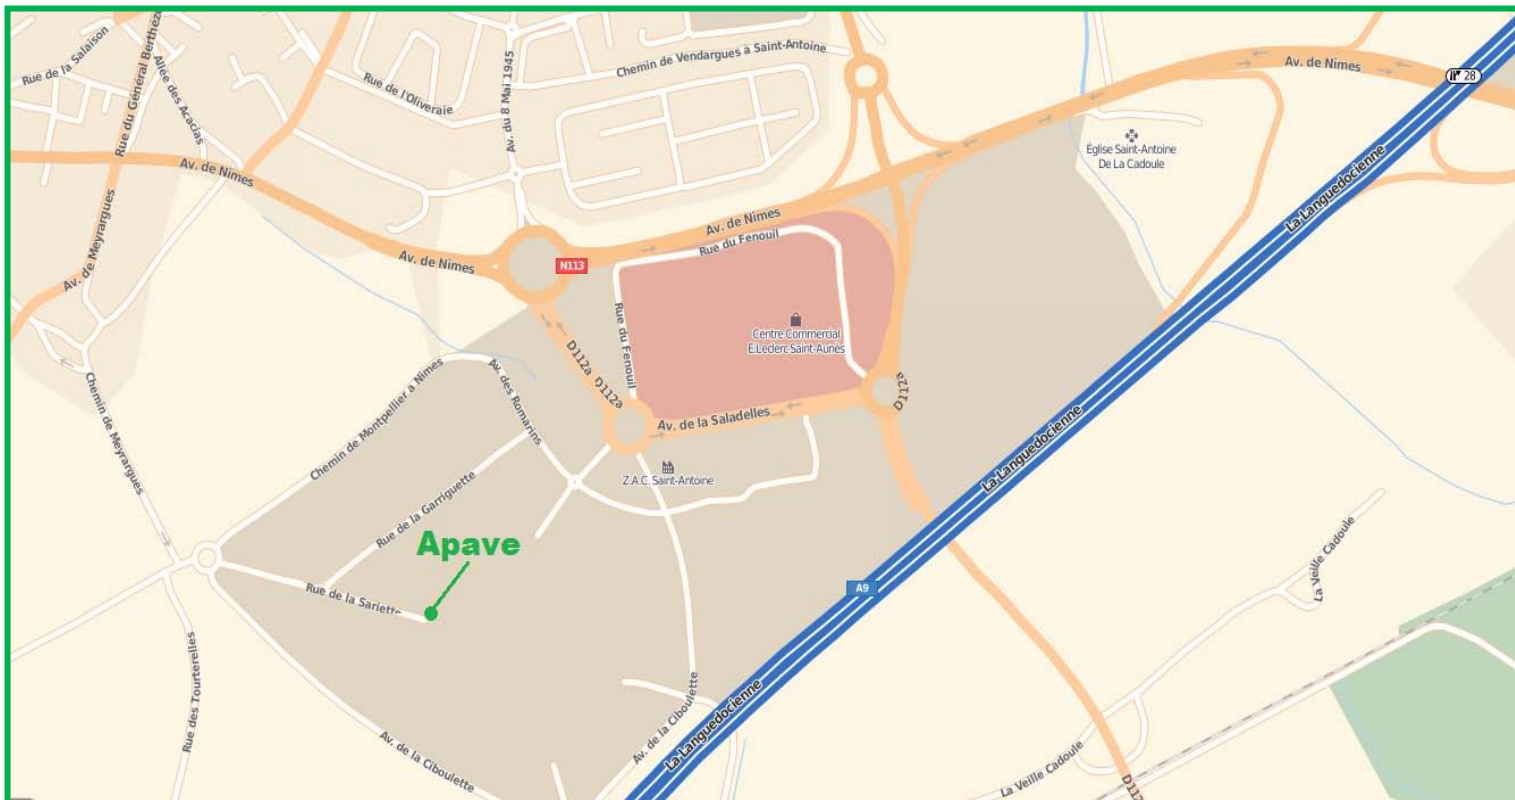 Rue de la Salaison
Allée des Acacias
Rue du Général Berthézè
Rue de l'Oliveraie
Av. du 8 Mai 1945
Chemin de Vendargues à Saint-Antoine
Av. de Nimes
28
Église Saint-Antoine
De La Cadoule
La Languedocienne
Av. de Nimes
Av. de Meyrargues
Av. de Nimes
N113
Av. de Nimes
Rue du Fenouil
Rue du Fenouil
Centre Commercial
E.Leclerc Saint-Aunès
D112a
D112a
D112a
Av. de la Saladelles
Chemin de Meyrargues
Chemin de Montpellier à Nimes
Av. des Romarins
Z.A.C. Saint-Antoine
La Languedocienne
Rue de la Garriguette
Apave
Rue de la Sariette
A9
La Veille Cadoule
Rue des Tourterelles
Av. de la Ciboulette
Av. de la Ciboulette
La Languedocienne
La Veille Cadoule